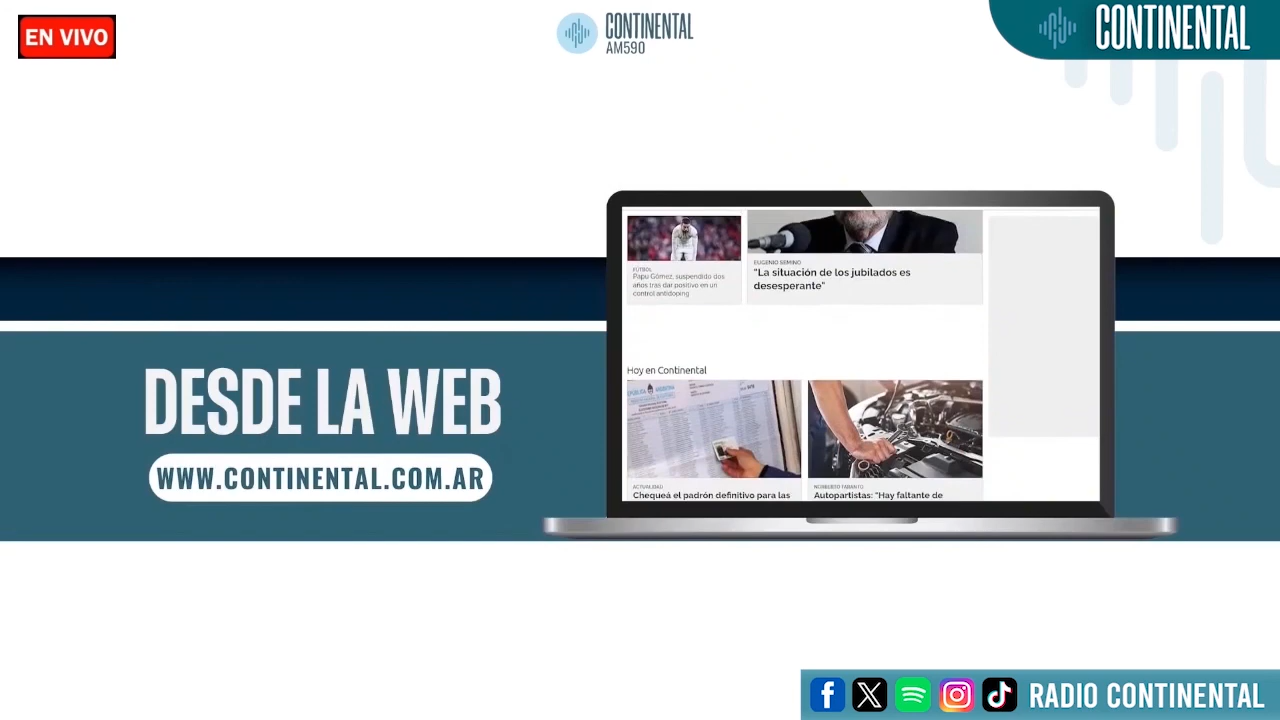 EN VIVO
CONTINENTAL
AM590
CONTINENTAL
FÚTBOL
Papu Gómez, suspendido dos
años tras dar positivo en un
control antidoping
EUGENIO SEMINO
"La situación de los jubilados es
desesperante"
Hoy en Continental
ACTUALIDAD
Chequeá el padrón definitivo para las
NORBERTO TARANTO
Autopartistas: "Hay faltante de
DESDE LA WEB
WWW.CONTINENTAL.COM.AR
RADIO CONTINENTAL